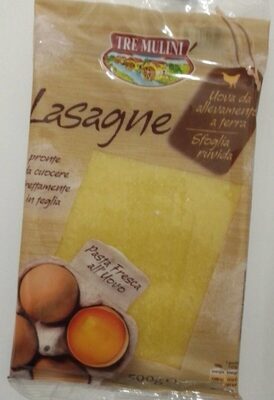 TRE MULINI
Lasagne
Uova da
allevamento
a terra
Sfoglia
ruvida
pronte
da cuocere
direttamente
in teglia
Pasta Fresca
all'Uovo